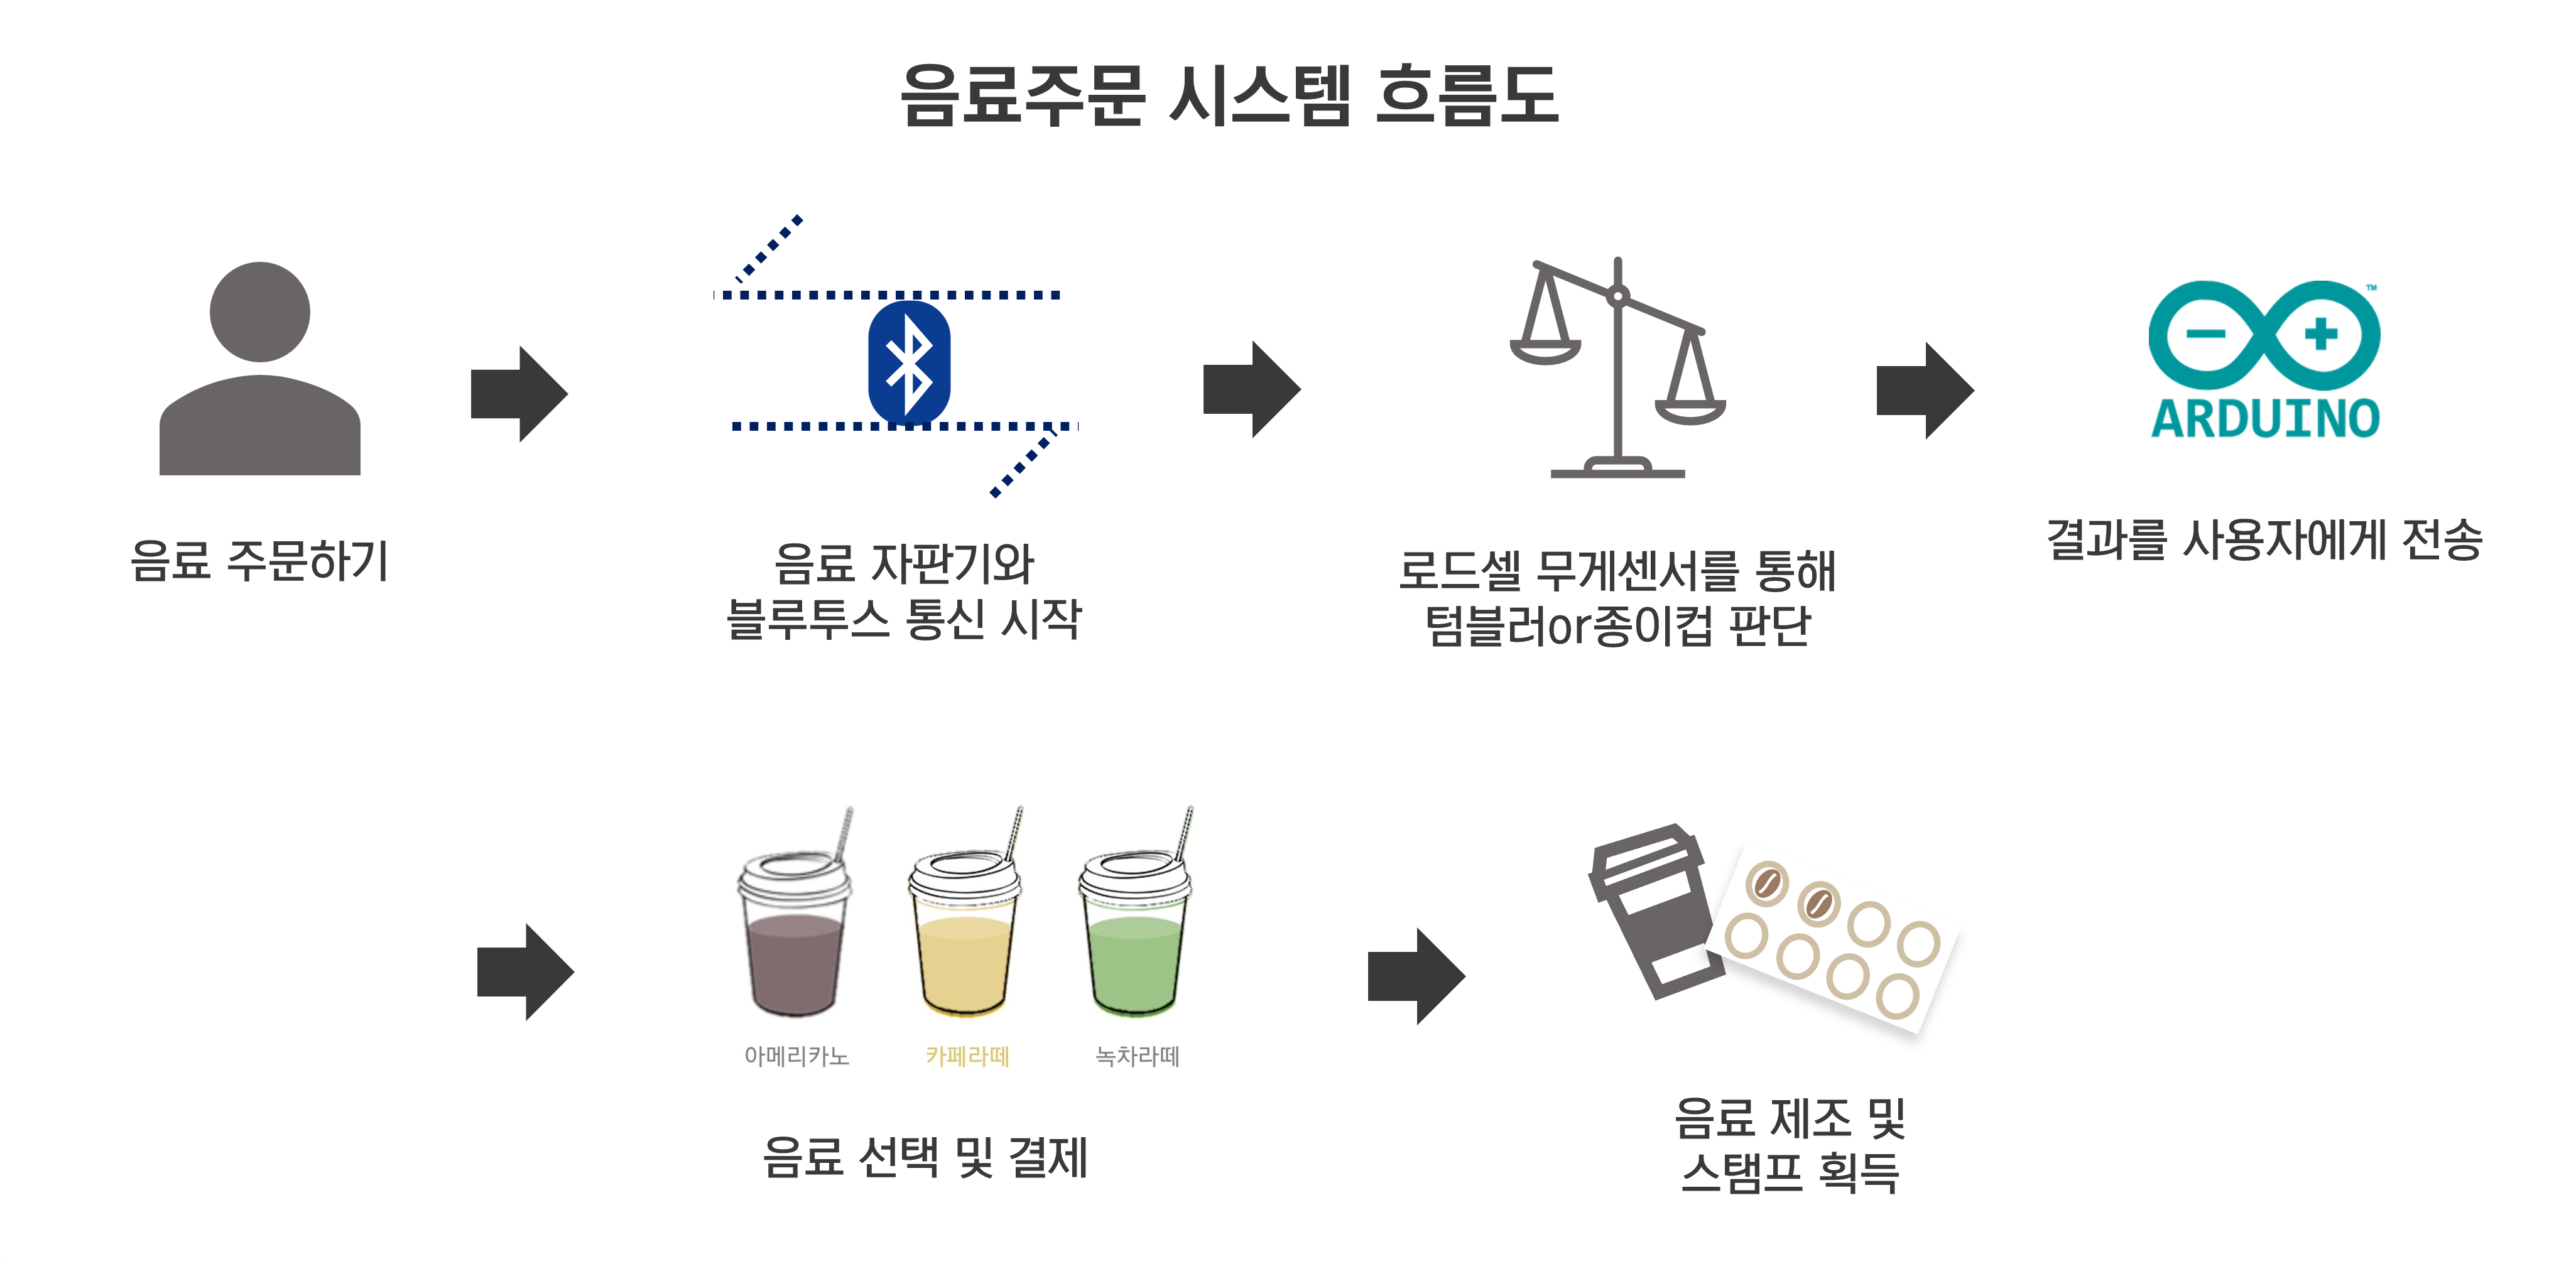 음료주문 시스템 흐름도
TM
ARDUINO
음료 주문하기
음료 자판기와
블루투스 통신 시작
로드셀 무게센서를 통해
텀블러or종이컵 판단
결과를 사용자에게 전송
아메리카노
카페라떼
녹차라떼
음료 선택 및 결제
음료 제조 및
스탬프 획득